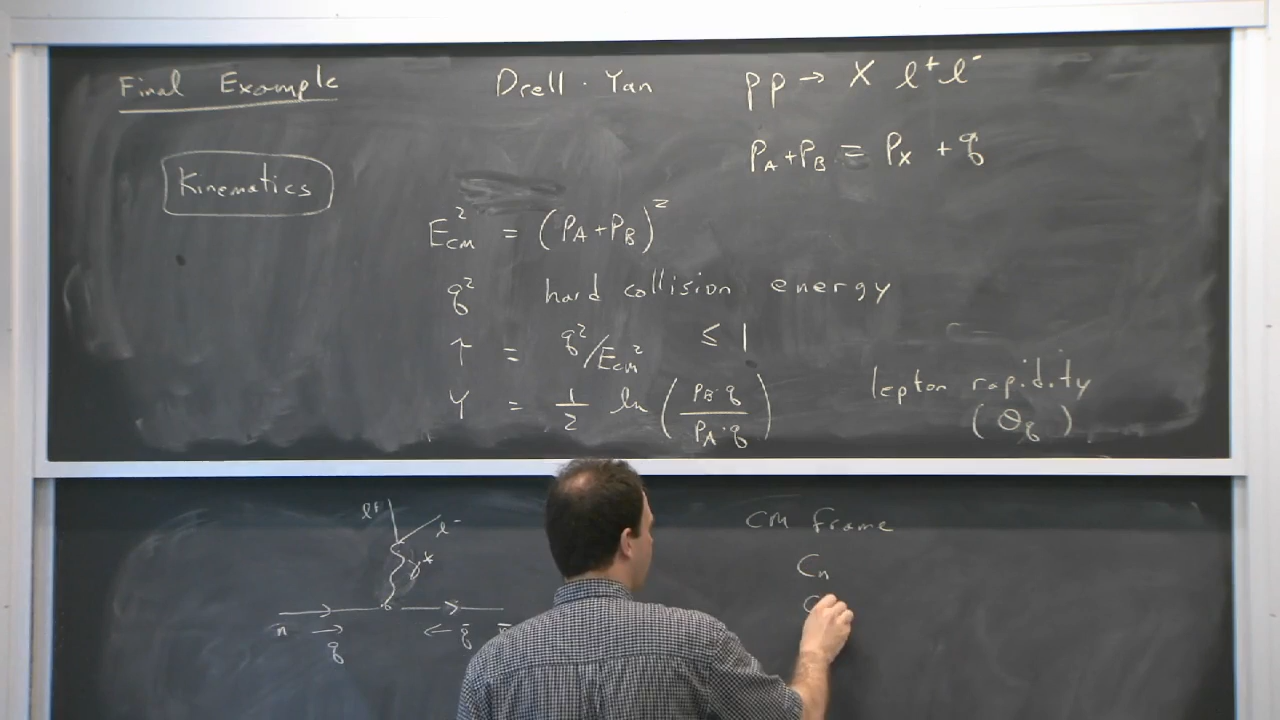 Final Example Drell-Yan pp → X l⁺l⁻
P_A + P_B = P_X + q
Kinematics
E_cm² = (P_A + P_B)²
q² hard collision energy
τ = q²/E_cm² ≤ 1
Y = 1/2 ln (P_B·q / P_A·q) lepton rapidity
(θ_q)
l⁺ l⁻ CM frame
γ* C_n
n q q̄